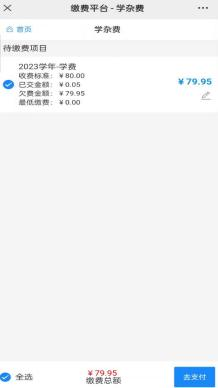 缴费平台 - 学杂费
首页
学杂费
待缴费项目
2023学年-学费
收费标准：￥80.00
已交金额：￥0.05
欠费金额：￥79.95
最低缴费：￥0.00
￥79.95
全选
￥79.95
缴费总额
去支付